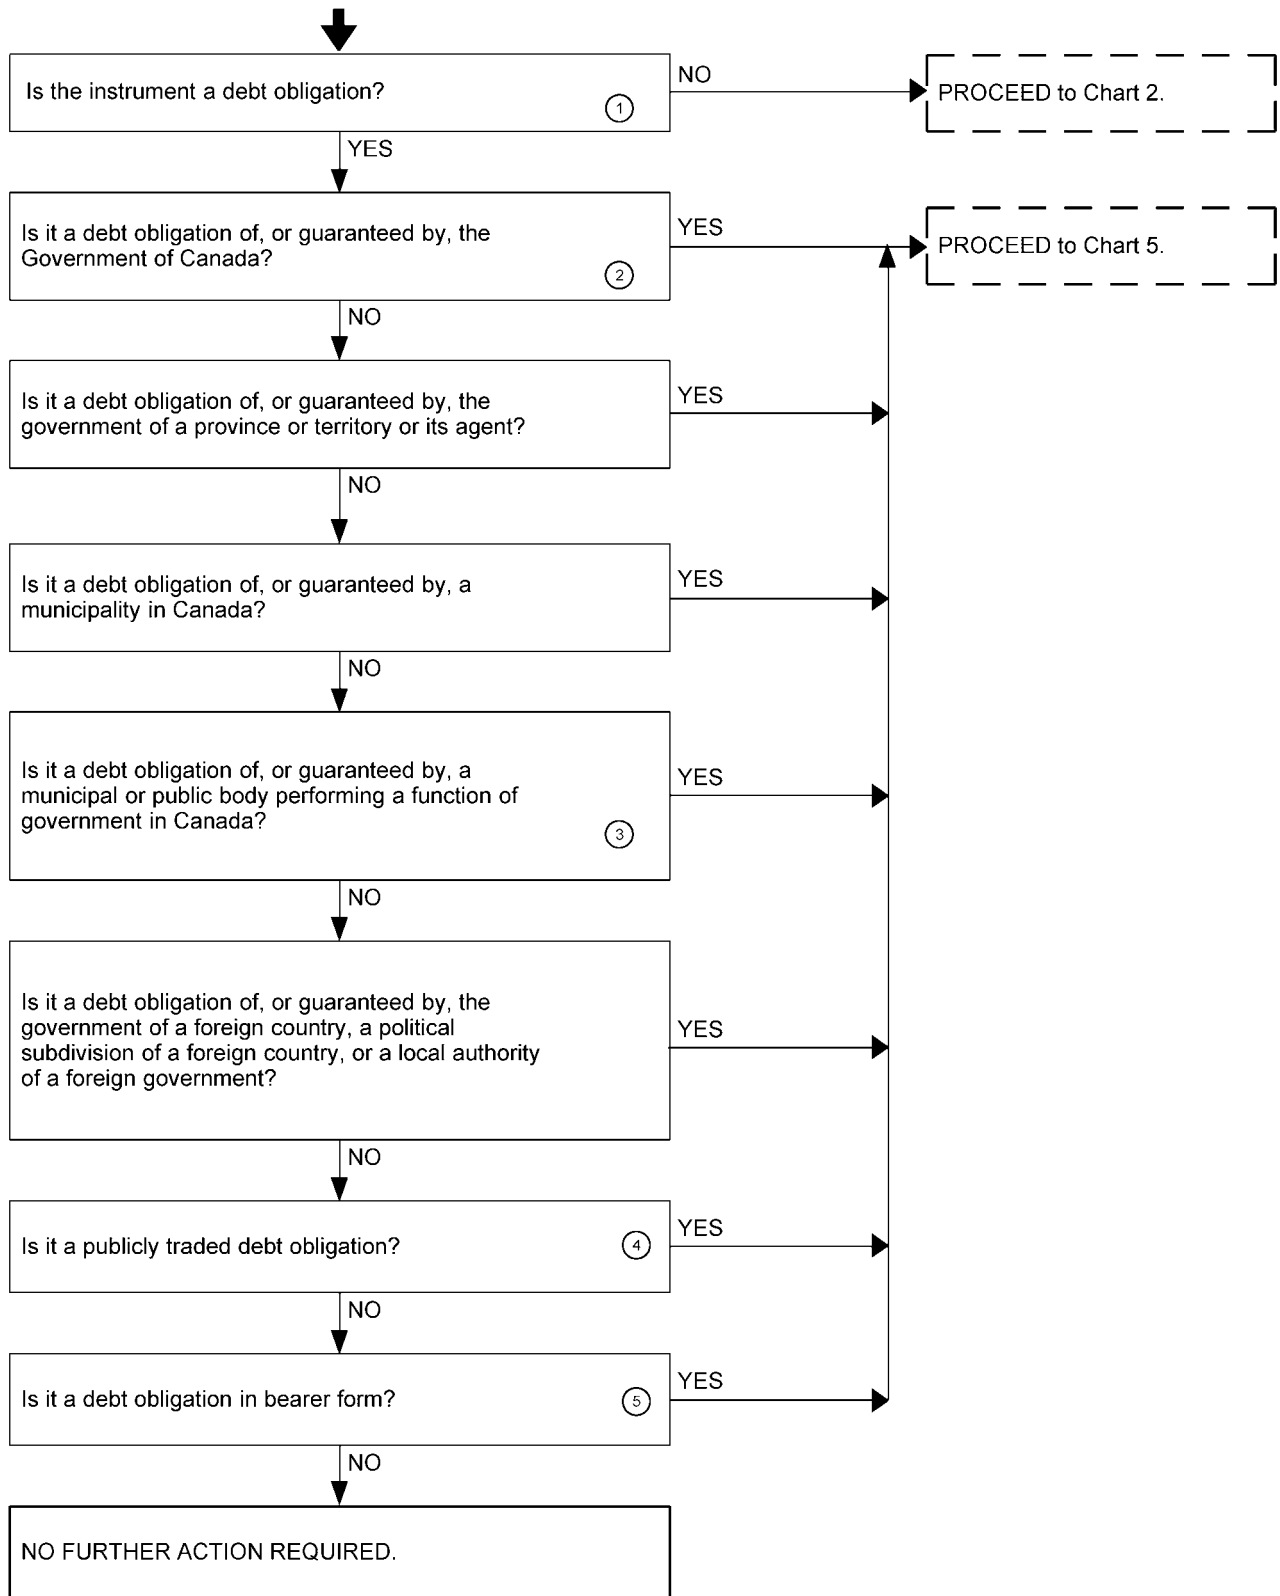 Is the instrument a debt obligation?
1
NO
PROCEED to Chart 2.
YES
Is it a debt obligation of, or guaranteed by, the
Government of Canada?
2
YES
PROCEED to Chart 5.
NO
Is it a debt obligation of, or guaranteed by, the
government of a province or territory or its agent?
YES
NO
Is it a debt obligation of, or guaranteed by, a
municipality in Canada?
YES
NO
Is it a debt obligation of, or guaranteed by, a
municipal or public body performing a function of
government in Canada?
3
YES
NO
Is it a debt obligation of, or guaranteed by, the
government of a foreign country, a political
subdivision of a foreign country, or a local authority
of a foreign government?
YES
NO
Is it a publicly traded debt obligation?
4
YES
NO
Is it a debt obligation in bearer form?
5
YES
NO
NO FURTHER ACTION REQUIRED.